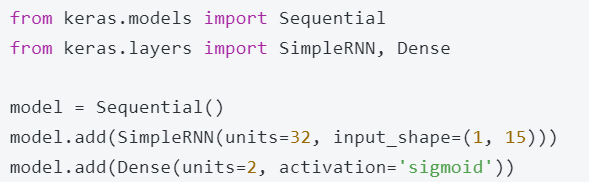 from keras.models import Sequential
from keras.layers import SimpleRNN, Dense
model = Sequential()
model.add(SimpleRNN(units=32, input_shape=(1, 15)))
model.add(Dense(units=2, activation='sigmoid'))